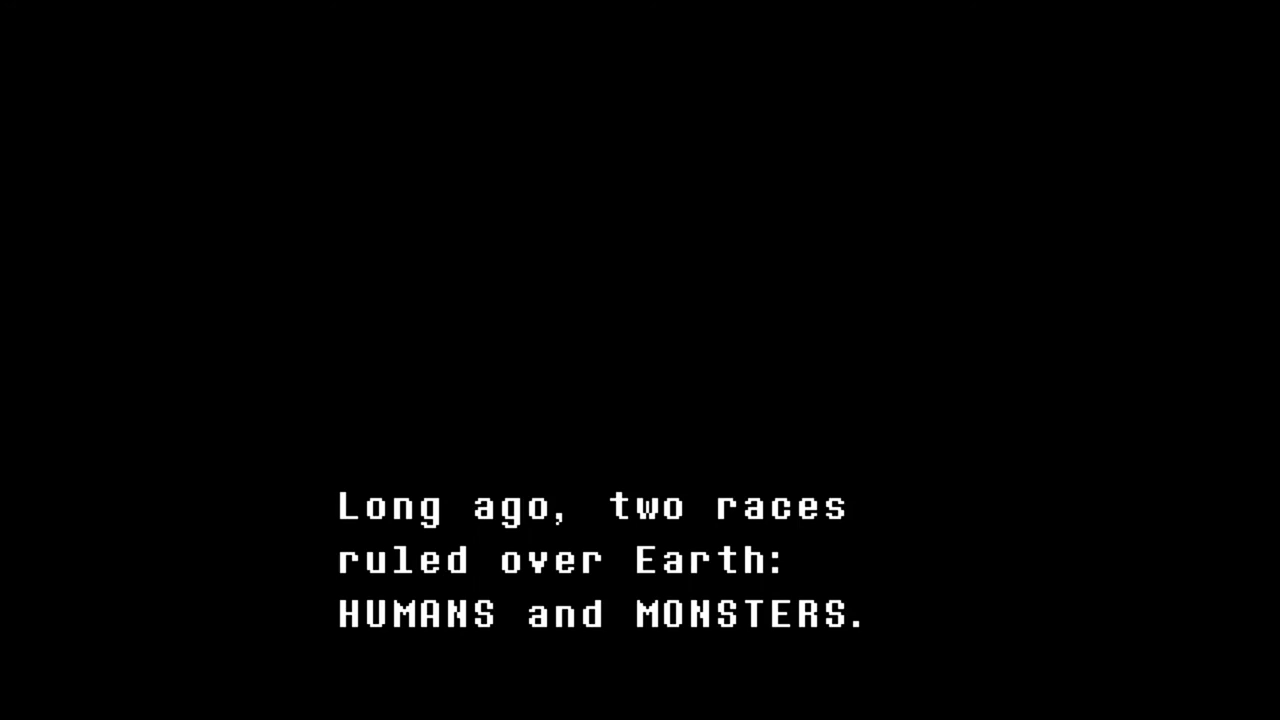 Long ago, two races
ruled over Earth:
HUMANS and MONSTERS.